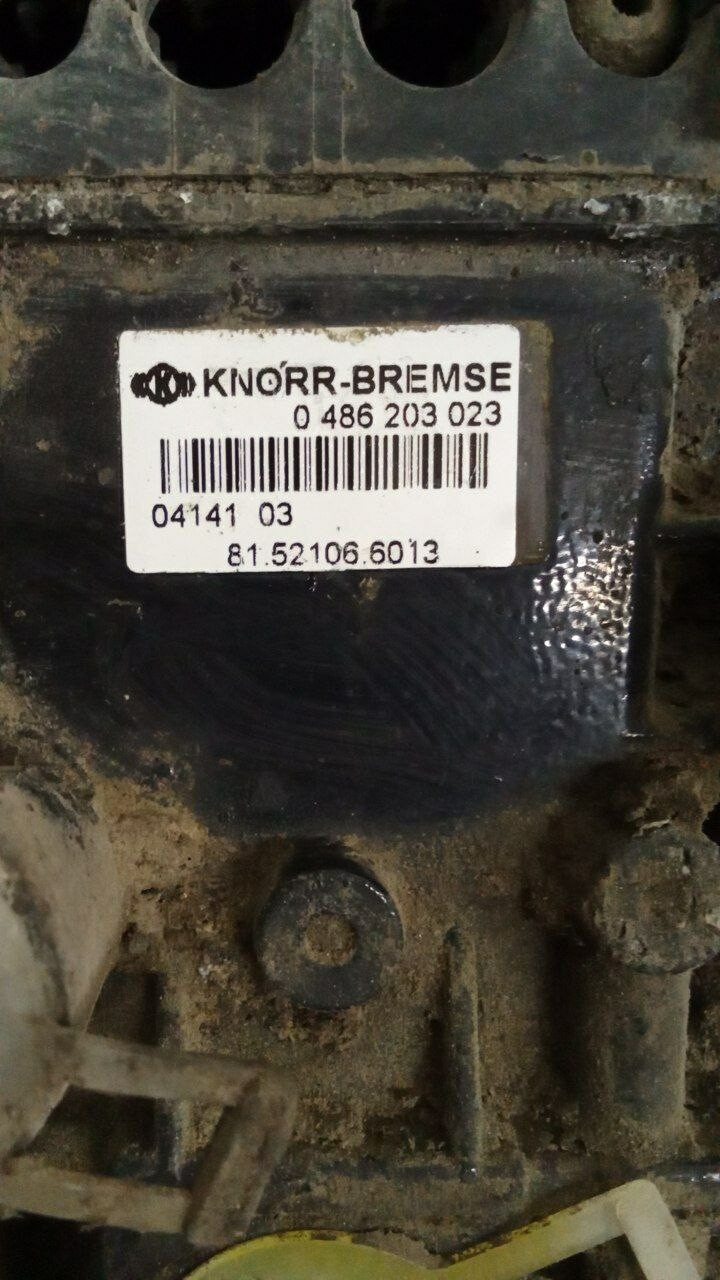 K KNORR-BREMSE
0 486 203 023
04141 03
81.52106.6013